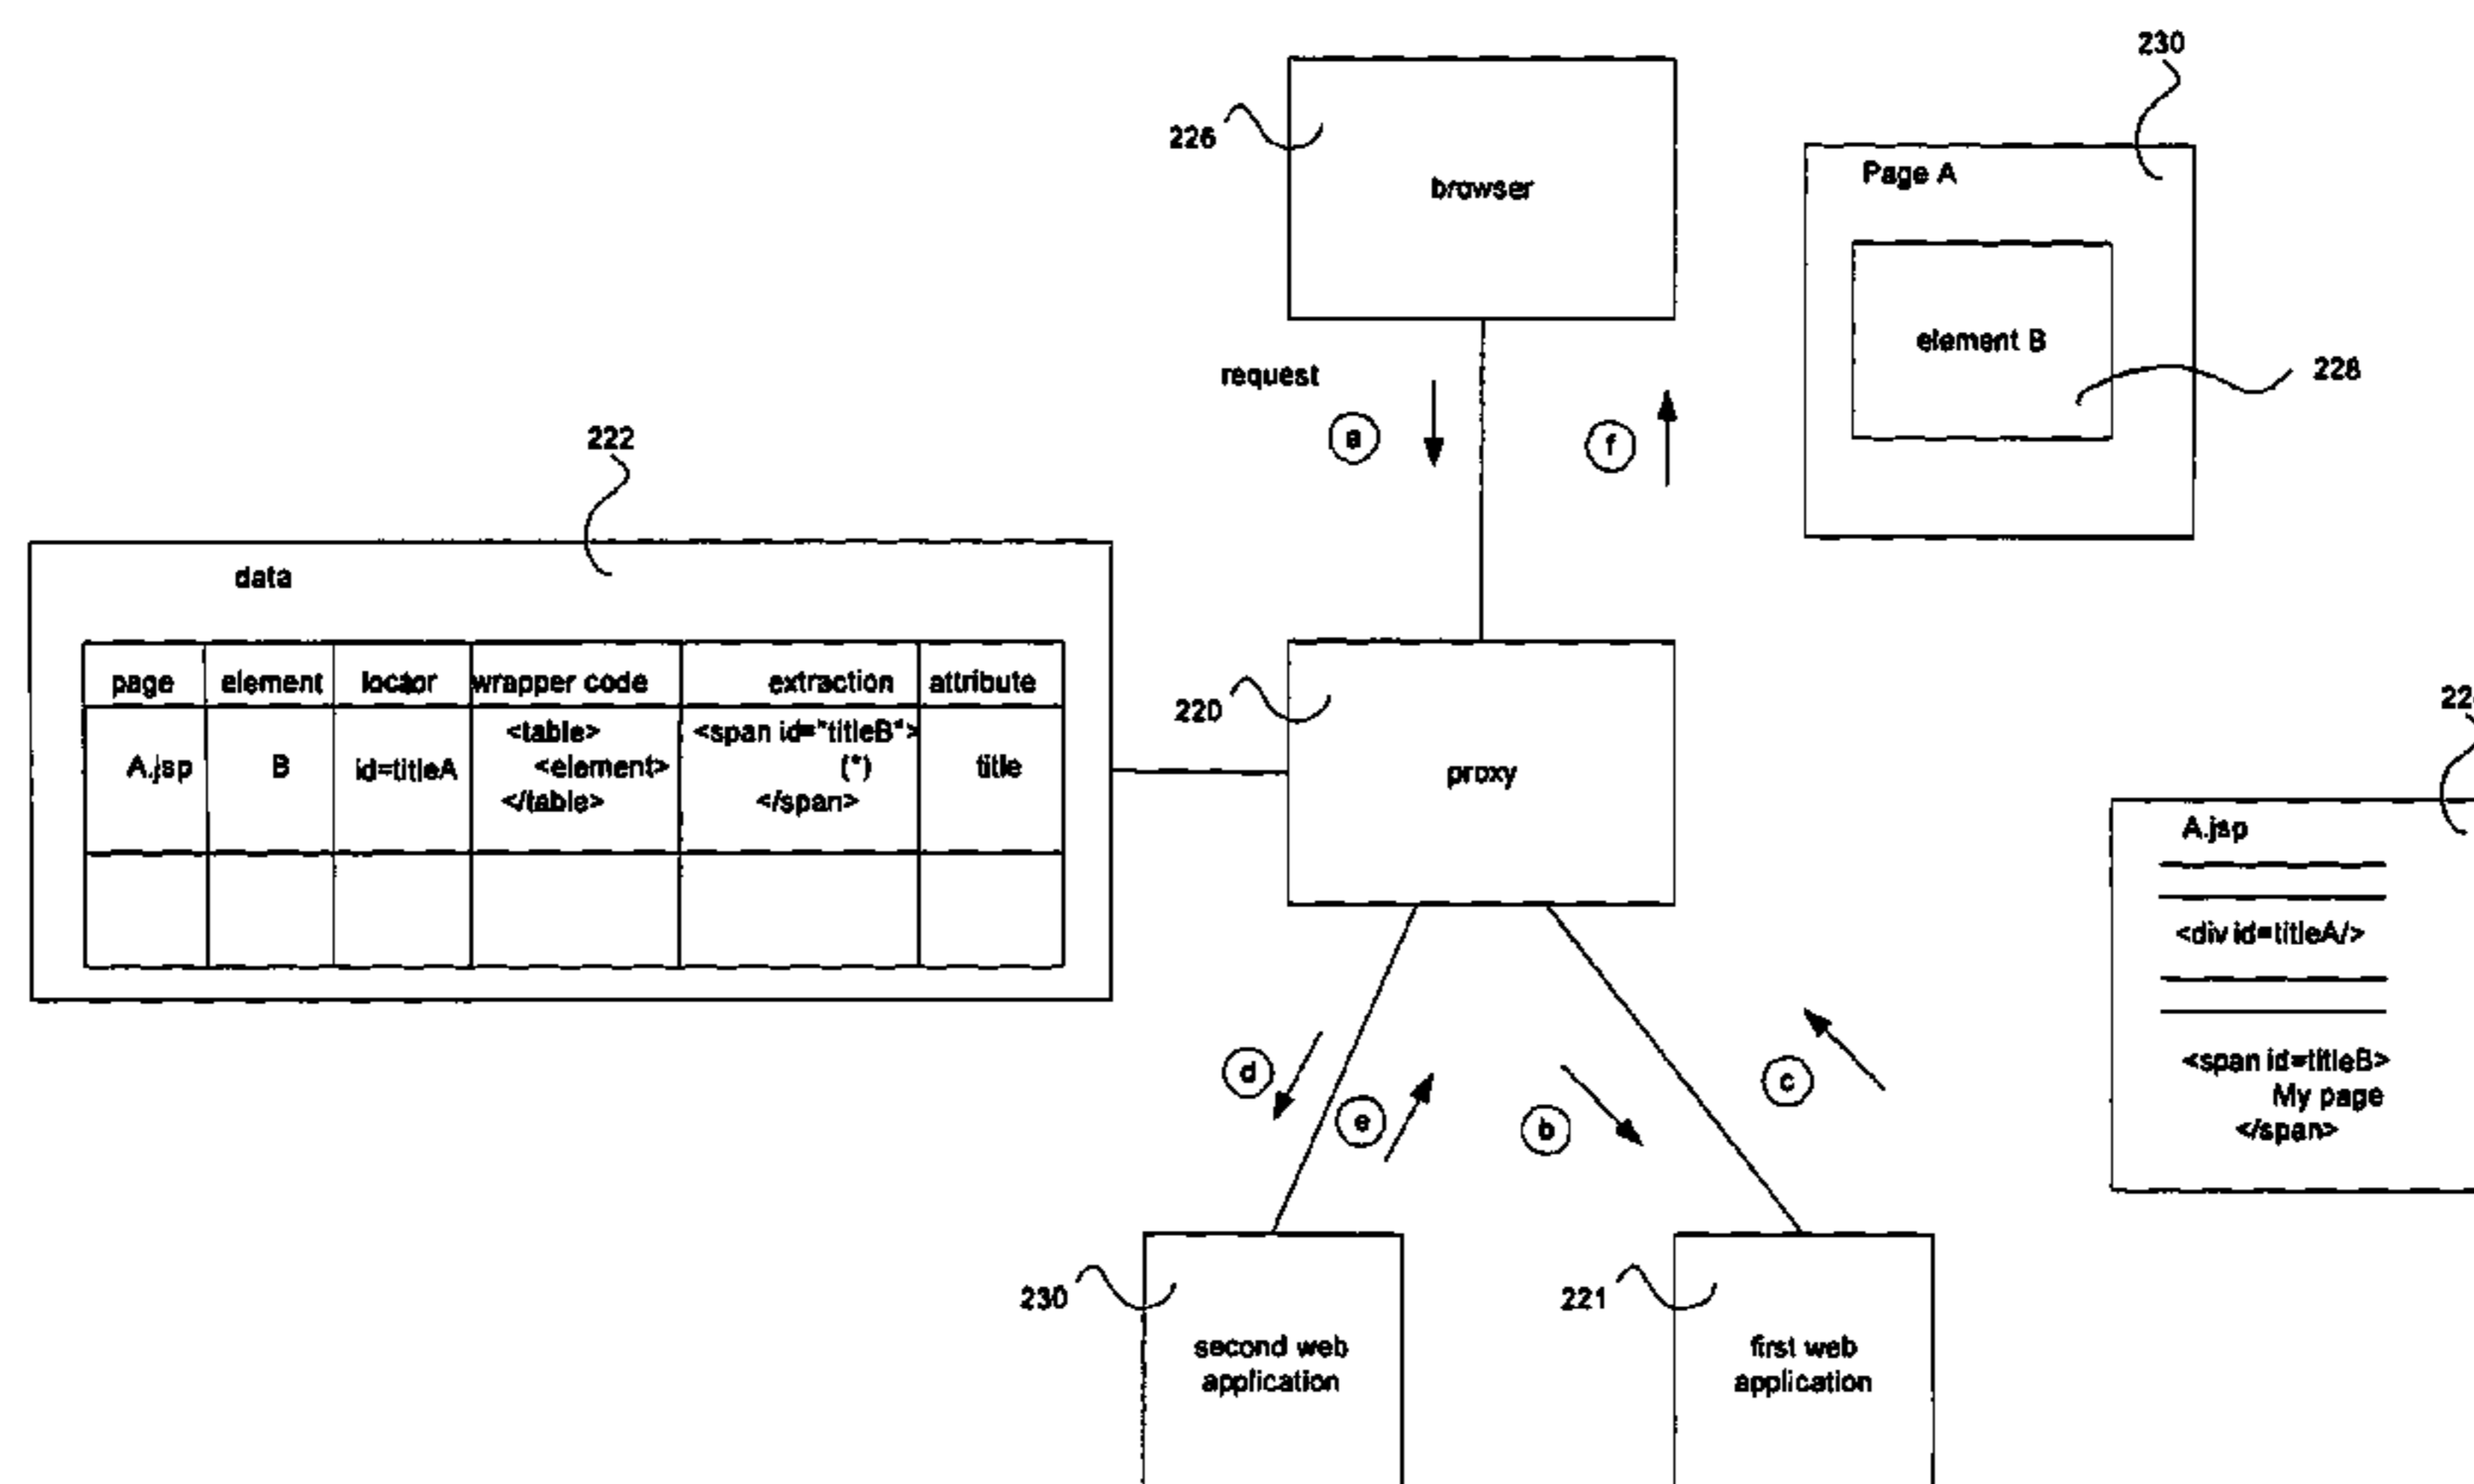 230
226
browser
Page A
element B
228
request
a
f
222
data
page element locator wrapper code extraction attribute
A.jsp B id=titleA <table> <span id="titleB"> title
<element> (*)
</table> </span>
220
proxy
A.jsp
<div id=titleA/>
<span id=titleB>
My page
</span>
d
e
b
c
230
second web
application
221
first web
application